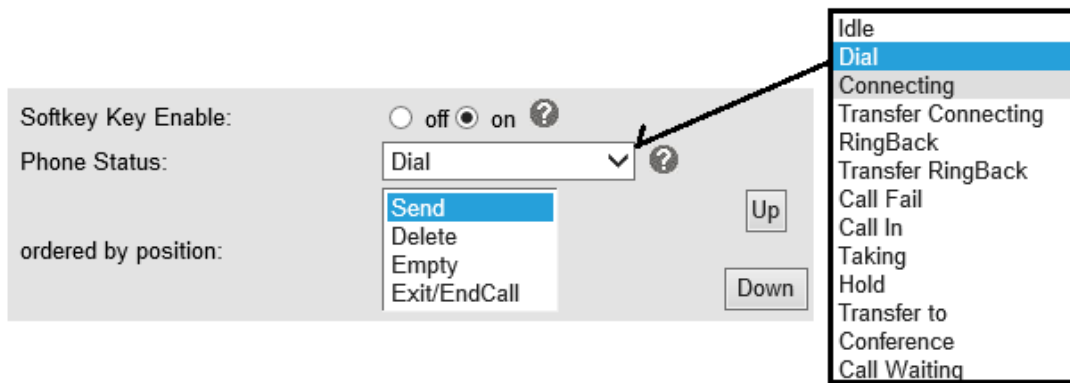 Softkey Key Enable: off on ?
Phone Status: Dial ?
ordered by position:
Send
Delete
Empty
Exit/EndCall
Up
Down
Idle
Dial
Connecting
Transfer Connecting
RingBack
Transfer RingBack
Call Fail
Call In
Taking
Hold
Transfer to
Conference
Call Waiting